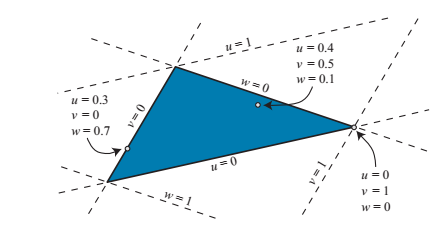 u = 1
u = 0.4
v = 0.5
w = 0.1
w = 0
u = 0.3
v = 0
w = 0.7
v = 0
u = 0
v = 1
w = 1
u = 0
v = 1
w = 0